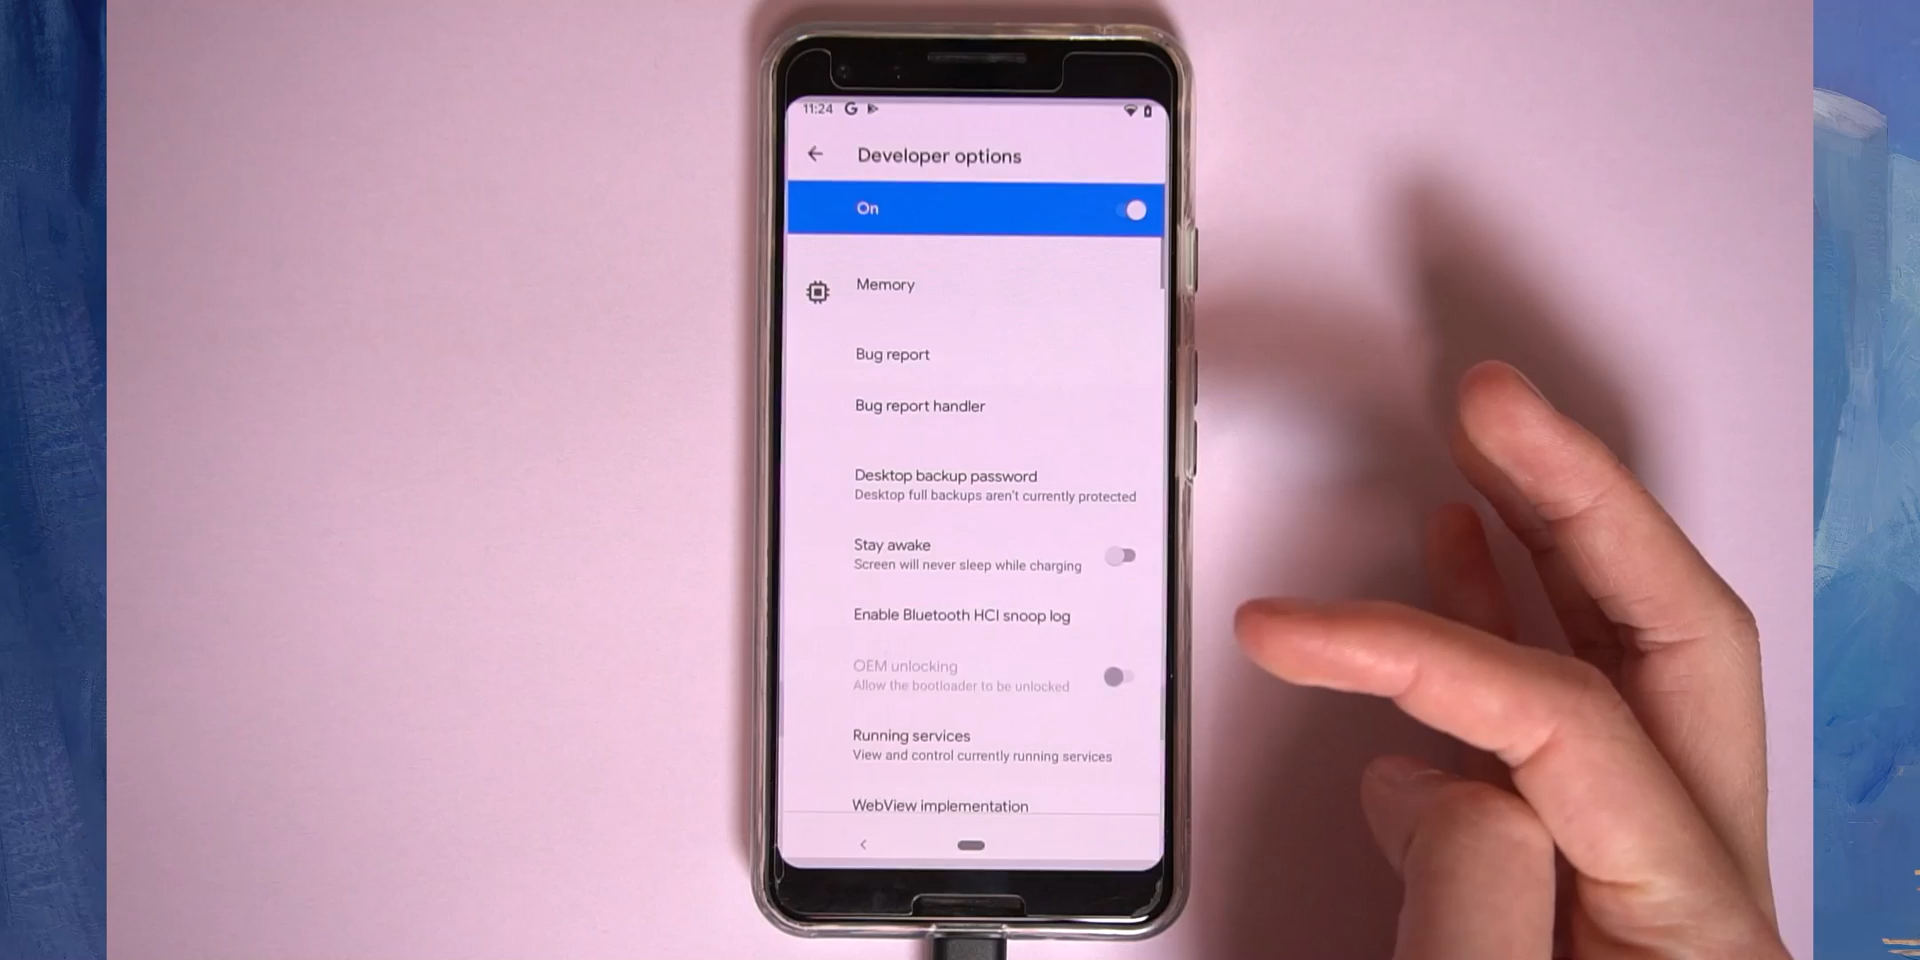 11:24 G
Developer options
On
Memory
Bug report
Bug report handler
Desktop backup password
Desktop full backups aren't currently protected
Stay awake
Screen will never sleep while charging
Enable Bluetooth HCI snoop log
OEM unlocking
Allow the bootloader to be unlocked
Running services
View and control currently running services
WebView implementation